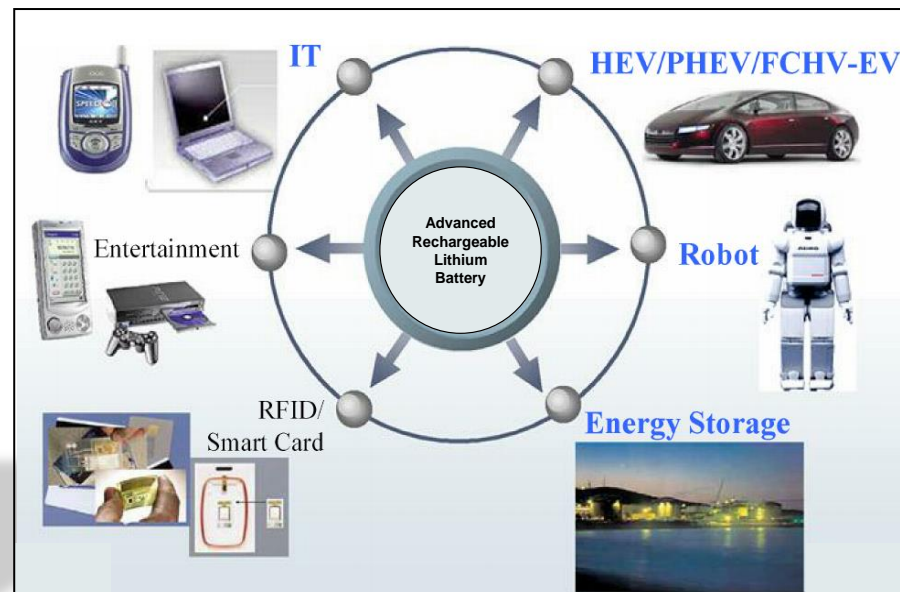 IT
HEV/PHEV/FCHV-EV
Advanced
Rechargeable
Lithium
Battery
Entertainment
Robot
RFID/
Smart Card
Energy Storage